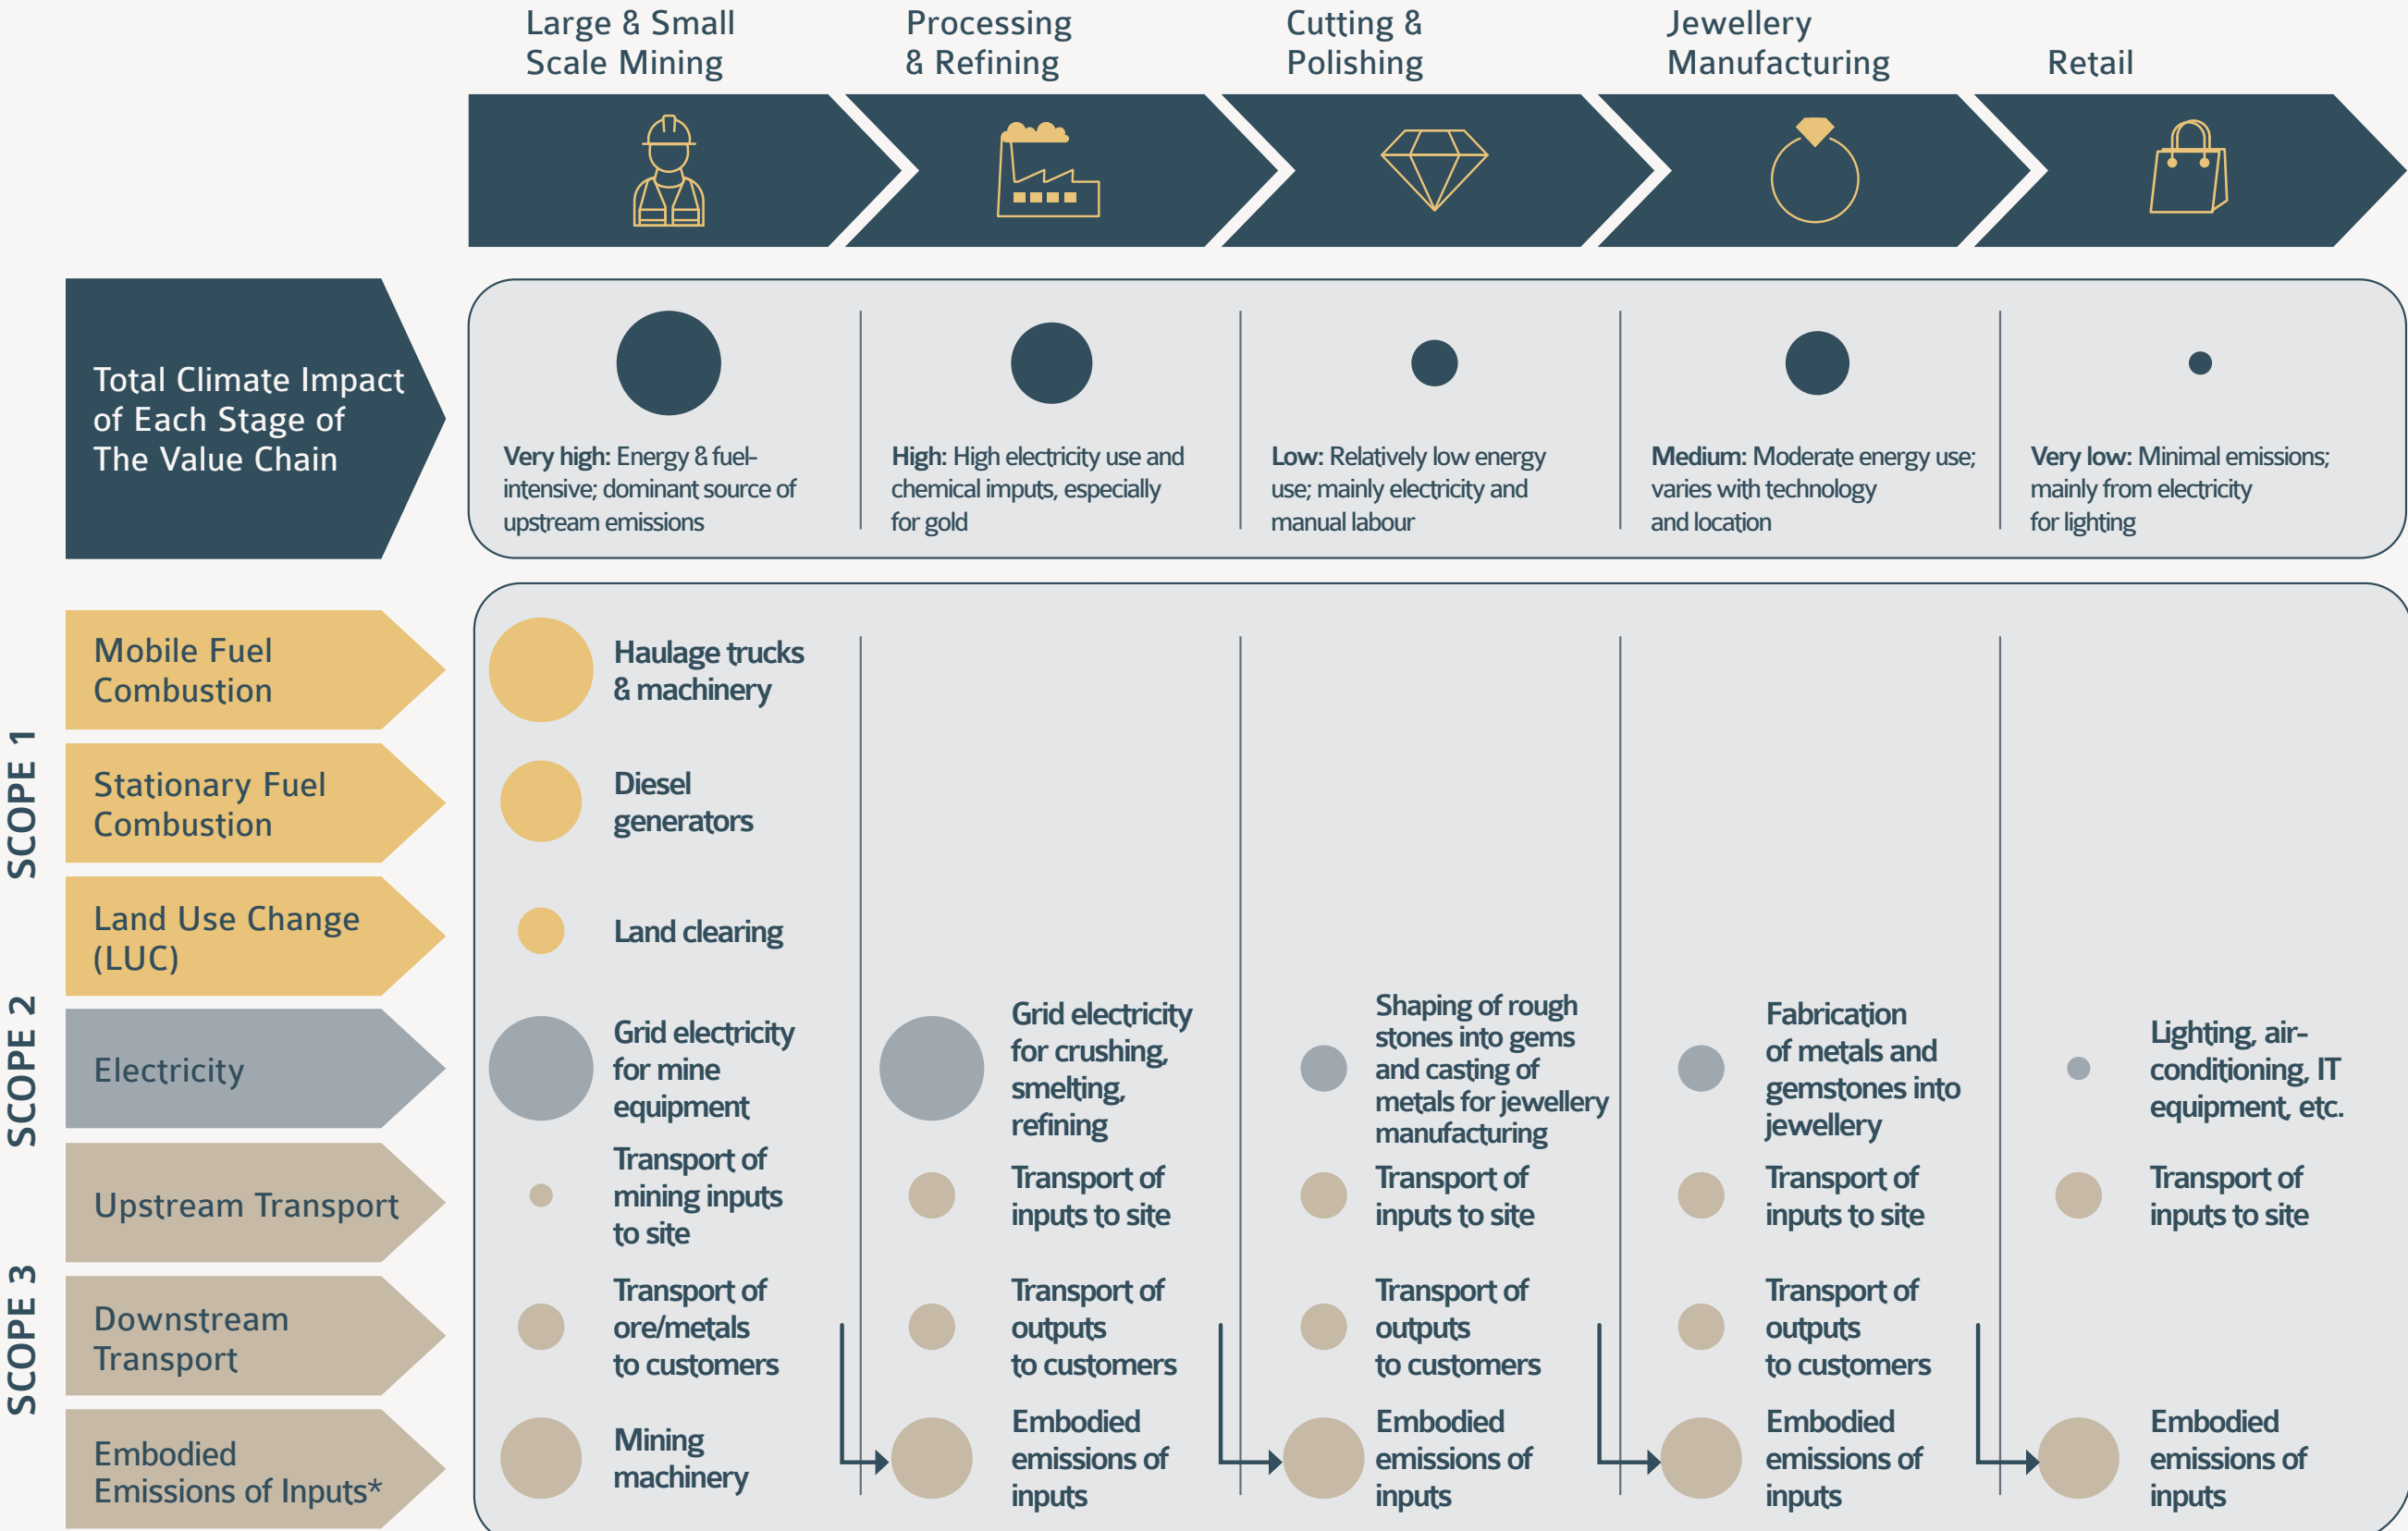 Large & Small
Scale Mining
Processing
& Refining
Cutting &
Polishing
Jewellery
Manufacturing
Retail
Total Climate Impact
of Each Stage of
The Value Chain
Very high: Energy & fuel-
intensive; dominant source of
upstream emissions
High: High electricity use and
chemical imputs, especially
for gold
Low: Relatively low energy
use; mainly electricity and
manual labour
Medium: Moderate energy use;
varies with technology
and location
Very low: Minimal emissions;
mainly from electricity
for lighting
SCOPE 1
Mobile Fuel
Combustion
Haulage trucks
& machinery
Stationary Fuel
Combustion
Diesel
generators
Land Use Change
(LUC)
Land clearing
SCOPE 2
Electricity
Grid electricity
for mine
equipment
Grid electricity
for crushing,
smelting,
refining
Shaping of rough
stones into gems
and casting of
metals for jewellery
manufacturing
Fabrication
of metals and
gemstones into
jewellery
Lighting, air-
conditioning, IT
equipment, etc.
SCOPE 3
Upstream Transport
Transport of
mining inputs
to site
Transport of
inputs to site
Transport of
inputs to site
Transport of
inputs to site
Transport of
inputs to site
Downstream
Transport
Transport of
ore/metals
to customers
Transport of
outputs
to customers
Transport of
outputs
to customers
Transport of
outputs
to customers
Embodied
Emissions of Inputs*
Mining
machinery
Embodied
emissions of
inputs
Embodied
emissions of
inputs
Embodied
emissions of
inputs
Embodied
emissions of
inputs